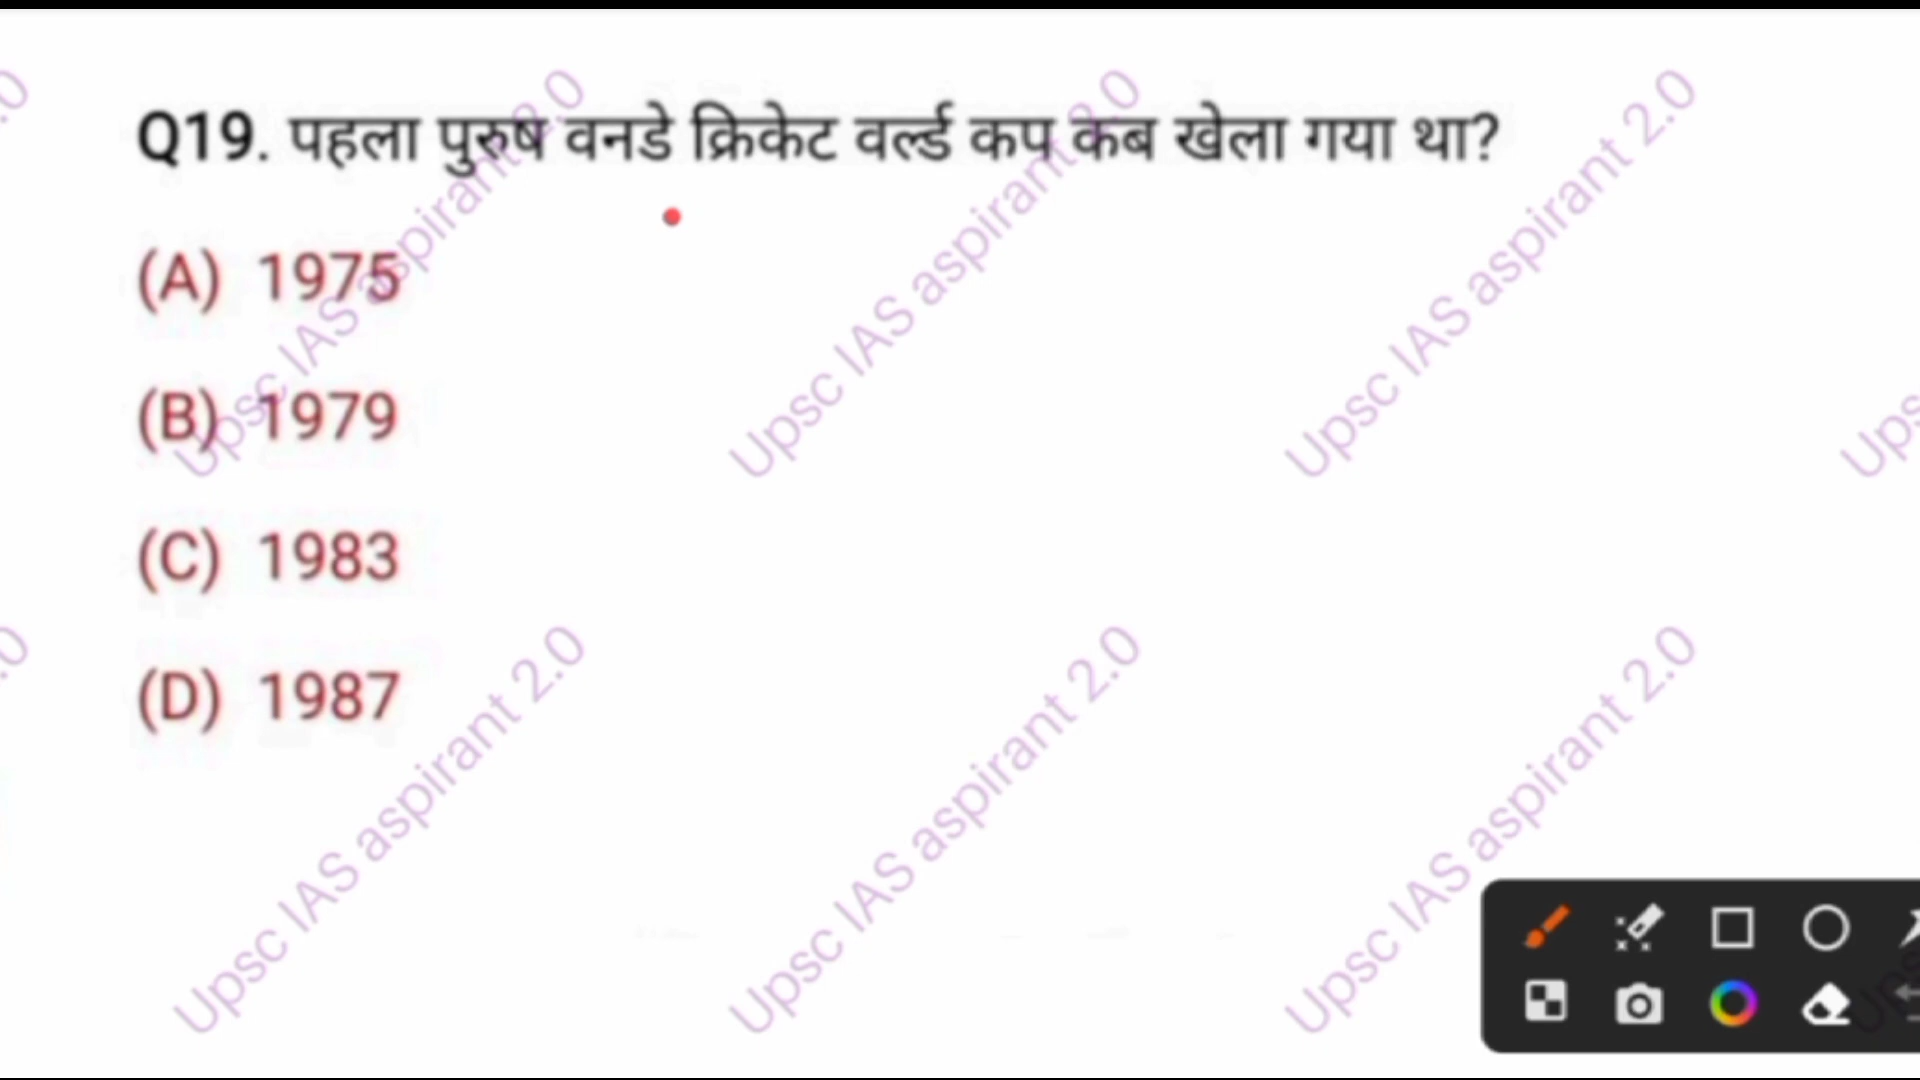 Q19. पहला पुरुष वनडे क्रिकेट वर्ल्ड कप कब खेला गया था?
(A) 1975
(B) 1979
(C) 1983
(D) 1987
Upsc IAS aspirant 2.0
Upsc IAS aspirant 2.0
Upsc IAS aspirant 2.0
Upsc IAS aspirant 2.0
Upsc IAS aspirant 2.0
Upsc IAS aspirant 2.0